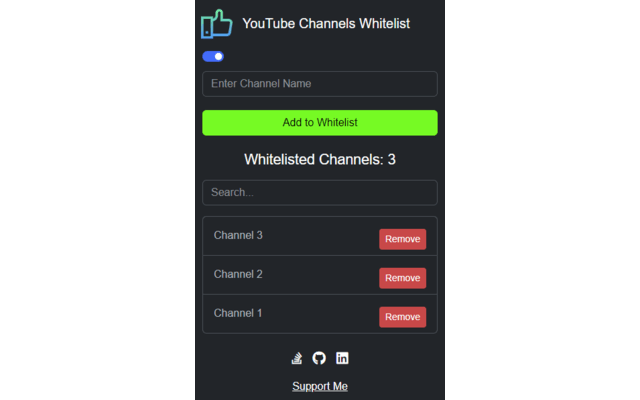 YouTube Channels Whitelist
Enter Channel Name
Add to Whitelist
Whitelisted Channels: 3
Search...
Channel 3
Remove
Channel 2
Remove
Channel 1
Remove
Support Me